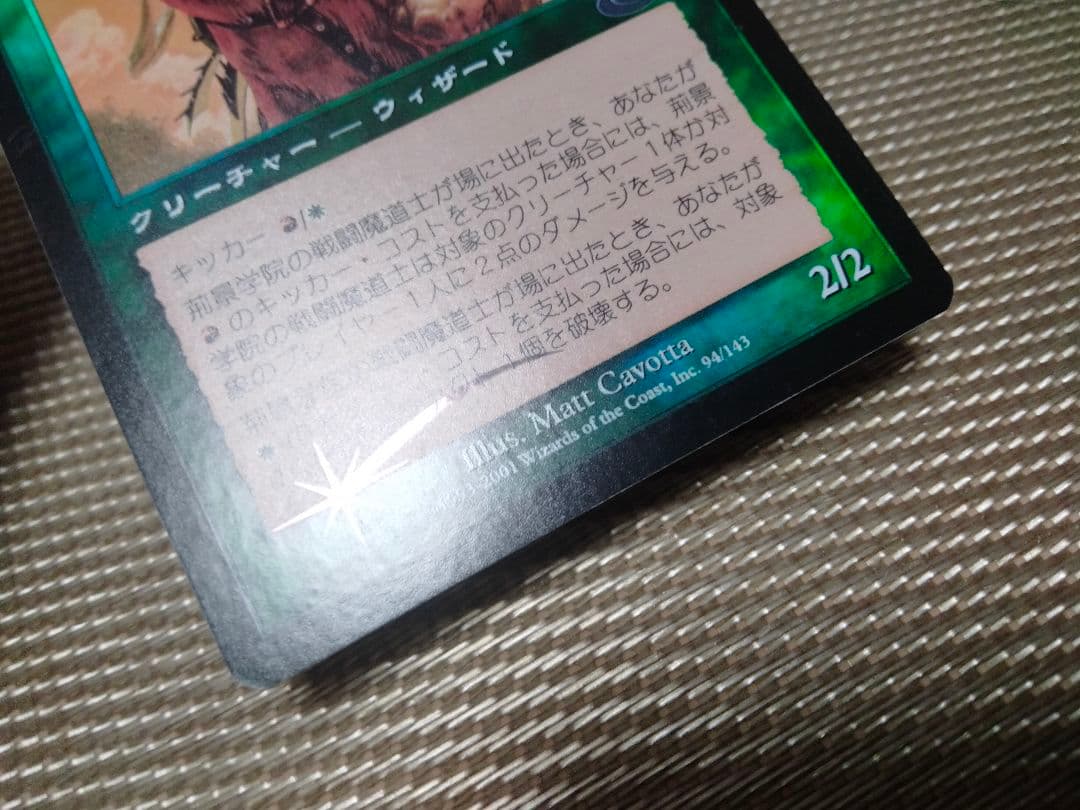 クリーチャー — ウィザード
キッカー /
荊景学院の戦闘魔道士が場に出たとき、あなたが
のキッカー・コストを支払った場合には、荊景
学院の戦闘魔道士は対象のクリーチャー1体か対
象の イヤー1人に2点のダメージを与える。
荊景 戦闘魔道士が場に出たとき、あなたが
コストを支払った場合には、対象
1個を破壊する。
2/2
Illus. Matt Cavotta
2001 Wizards of the Coast, Inc. 94/143